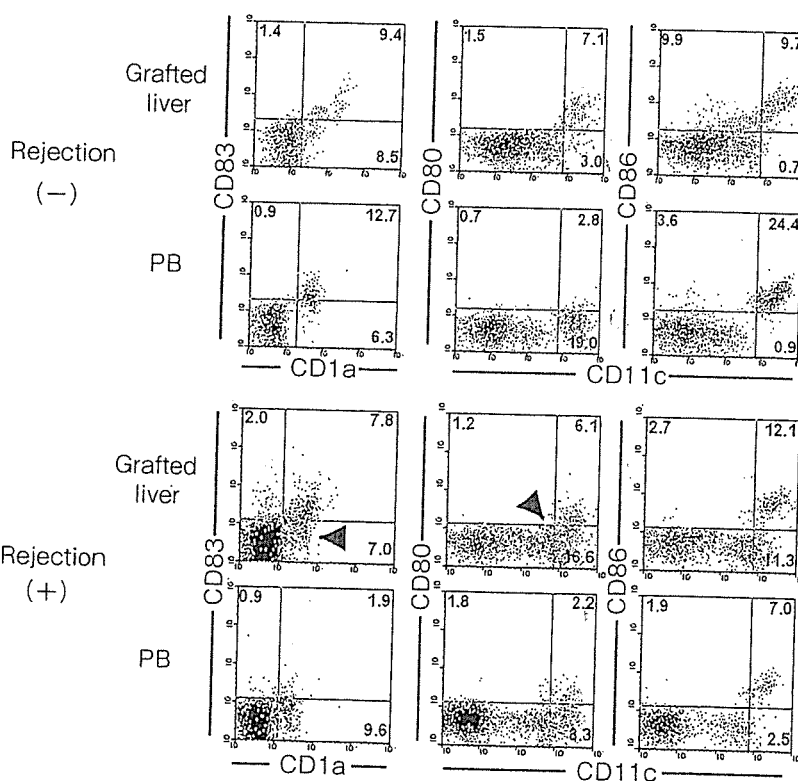 1.4 9.4
1.5 7.1
9.9 9.7
Grafted
liver
CD83
CD80
CD86
8.5
3.0
0.7
Rejection
(−)
0.9 12.7
0.7 2.8
3.6 24.4
PB
6.3
19.0
0.9
CD1a
CD11c
2.0 7.8
1.2 6.1
2.7 12.1
Grafted
liver
CD83
CD80
CD86
7.0
16.6
11.3
Rejection
(+)
0.9 1.9
1.8 2.2
1.9 7.0
PB
9.6
2.5
CD1a
CD11c